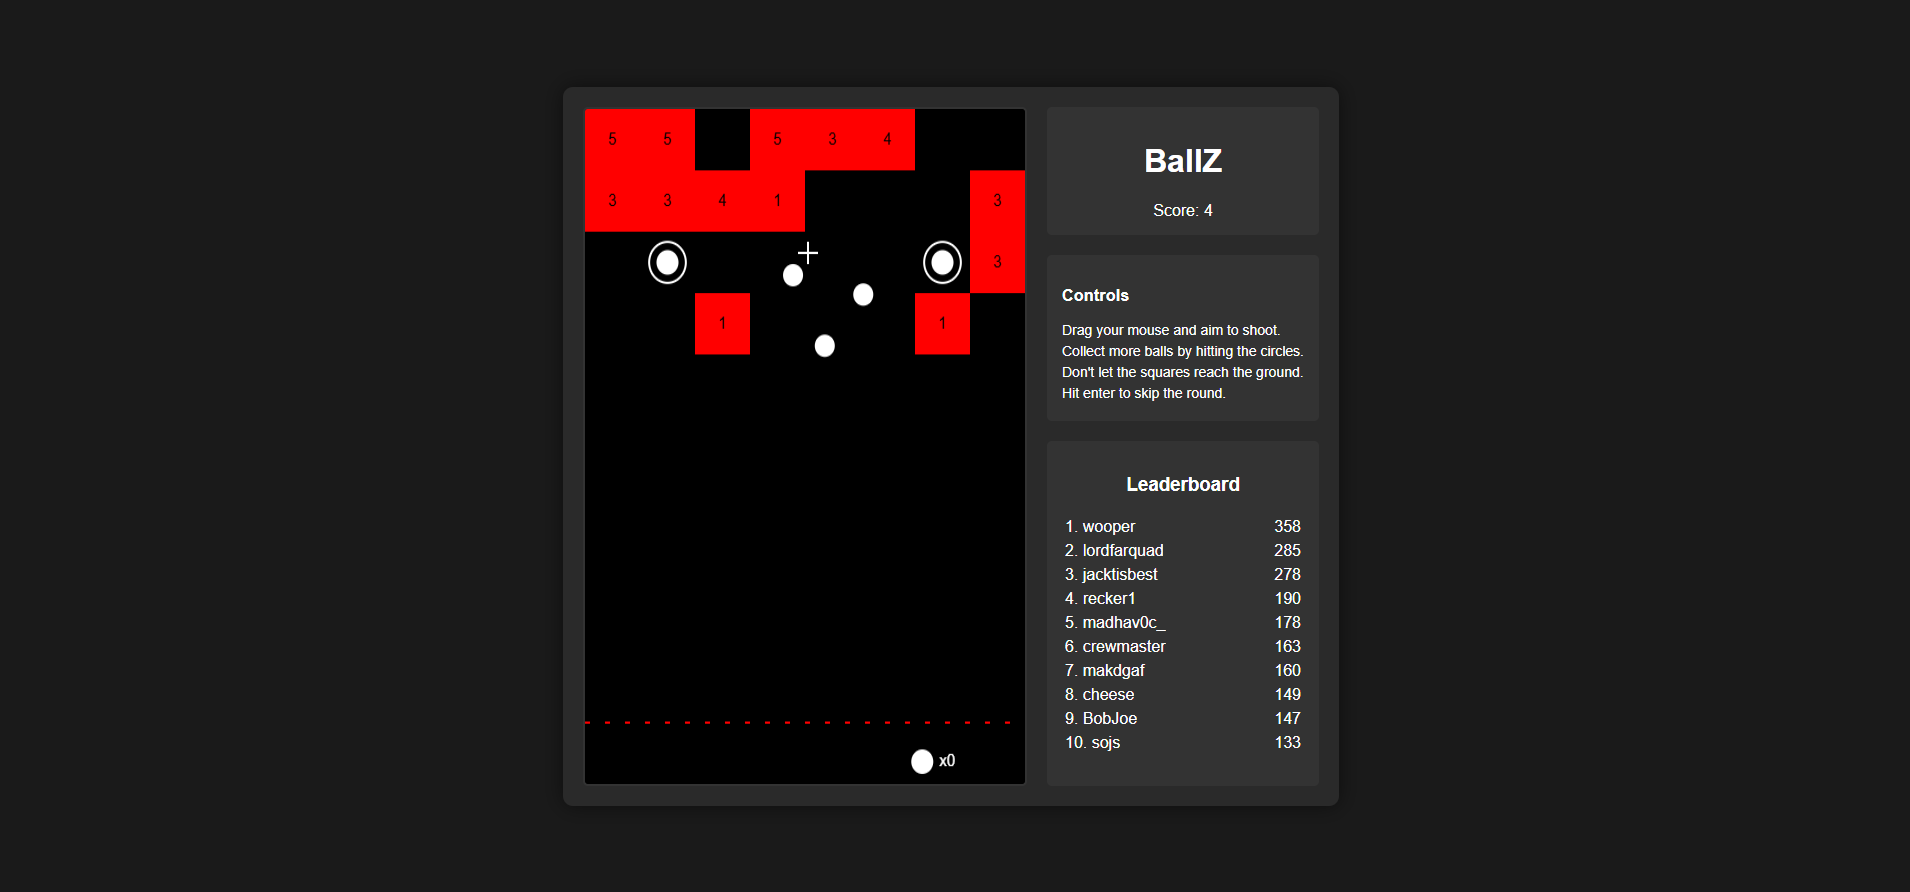 5 5 5 3 4
3 3 4 1 3
3
1 1
x0
BallZ
Score: 4
Controls
Drag your mouse and aim to shoot.
Collect more balls by hitting the circles.
Don't let the squares reach the ground.
Hit enter to skip the round.
Leaderboard
1. wooper 358
2. lordfarquad 285
3. jacktisbest 278
4. recker1 190
5. madhav0c_ 178
6. crewmaster 163
7. makdgaf 160
8. cheese 149
9. BobJoe 147
10. sojs 133